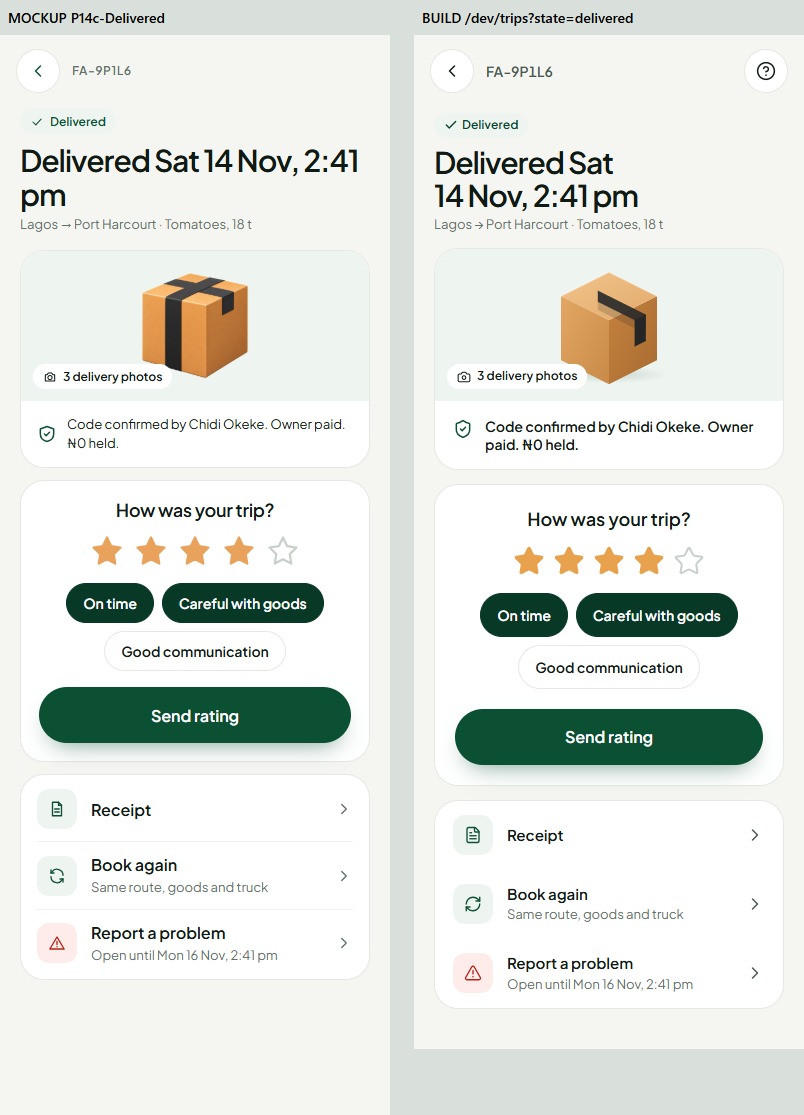 MOCKUP P14c-Delivered
FA-9P1L6
Delivered
Delivered Sat 14 Nov, 2:41
pm
Lagos → Port Harcourt · Tomatoes, 18 t
3 delivery photos
Code confirmed by Chidi Okeke. Owner paid.
₦0 held.
How was your trip?
On time
Careful with goods
Good communication
Send rating
Receipt
Book again
Same route, goods and truck
Report a problem
Open until Mon 16 Nov, 2:41 pm
BUILD /dev/trips?state=delivered
FA-9P1L6
Delivered
Delivered Sat
14 Nov, 2:41 pm
Lagos → Port Harcourt · Tomatoes, 18 t
3 delivery photos
Code confirmed by Chidi Okeke. Owner
paid. ₦0 held.
How was your trip?
On time
Careful with goods
Good communication
Send rating
Receipt
Book again
Same route, goods and truck
Report a problem
Open until Mon 16 Nov, 2:41 pm